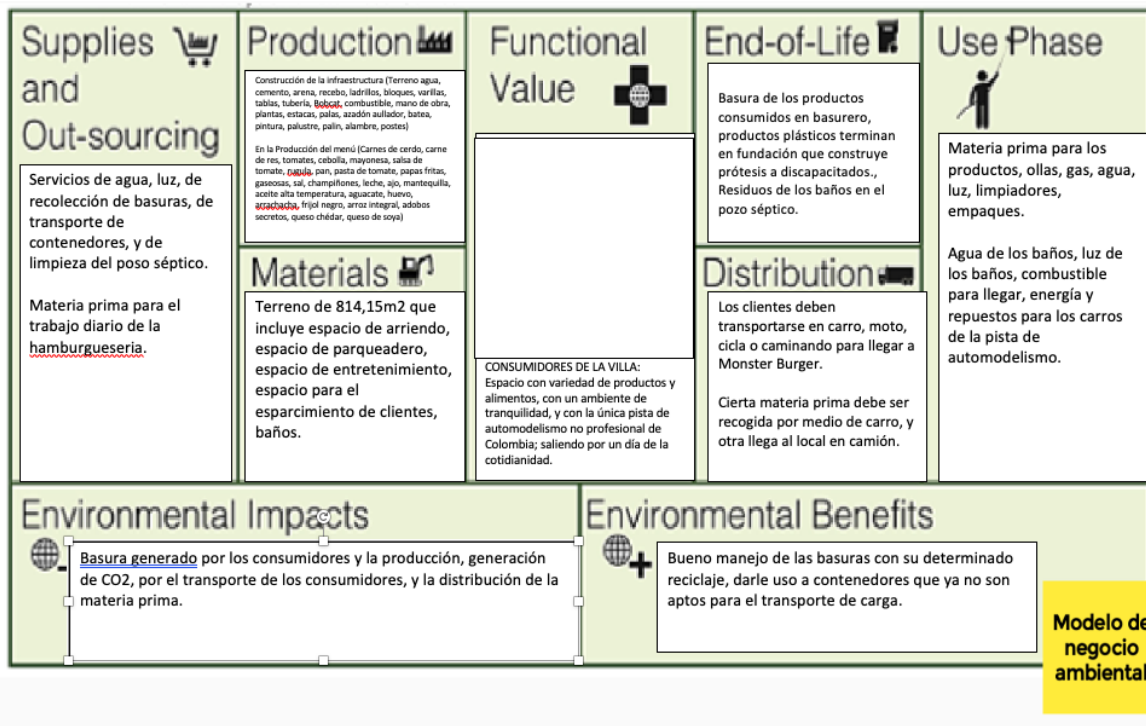 Supplies
and
Out-sourcing
Servicios de agua, luz, de
recolección de basuras, de
transporte de
contenedores, y de
limpieza del poso séptico.
Materia prima para el
trabajo diario de la
hamburgueseria.
Production
Construcción de la infraestructura (Terreno agua,
cemento, arena, recebo, ladrillos, bloques, varillas,
tablas, tubería, Bobcat, combustible, mano de obra,
plantas, estacas, palas, azadón aullador, batea,
pintura, palustre, palin, alambre, postes)
En la Producción del menú (Carnes de cerdo, carne
de res, tomates, cebolla, mayonesa, salsa de
tomate, rugula, pan, pasta de tomate, papas fritas,
gaseosas, sal, champiñones, leche, ajo, mantequilla,
aceite alta temperatura, aguacate, huevo,
arrachacha, frijol negro, arroz integral, adobos
secretos, queso chédar, queso de soya)
Materials
Terreno de 814,15m2 que
incluye espacio de arriendo,
espacio de parqueadero,
espacio de entretenimiento,
espacio para el
esparcimiento de clientes,
baños.
Functional
Value
CONSUMIDORES DE LA VILLA:
Espacio con variedad de productos y
alimentos, con un ambiente de
tranquilidad, y con la única pista de
automodelismo no profesional de
Colombia; saliendo por un día de la
cotidianidad.
End-of-Life
Basura de los productos
consumidos en basurero,
productos plásticos terminan
en fundación que construye
prótesis a discapacitados.,
Residuos de los baños en el
pozo séptico.
Distribution
Los clientes deben
transportarse en carro, moto,
cicla o caminando para llegar a
Monster Burger.
Cierta materia prima debe ser
recogida por medio de carro, y
otra llega al local en camión.
Use Phase
Materia prima para los
productos, ollas, gas, agua,
luz, limpiadores,
empaques.
Agua de los baños, luz de
los baños, combustible
para llegar, energía y
repuestos para los carros
de la pista de
automodelismo.
Environmental Impacts
Basura generado por los consumidores y la producción, generación
de CO2, por el transporte de los consumidores, y la distribución de la
materia prima.
Environmental Benefits
Bueno manejo de las basuras con su determinado
reciclaje, darle uso a contenedores que ya no son
aptos para el transporte de carga.
Modelo de
negocio
ambiental